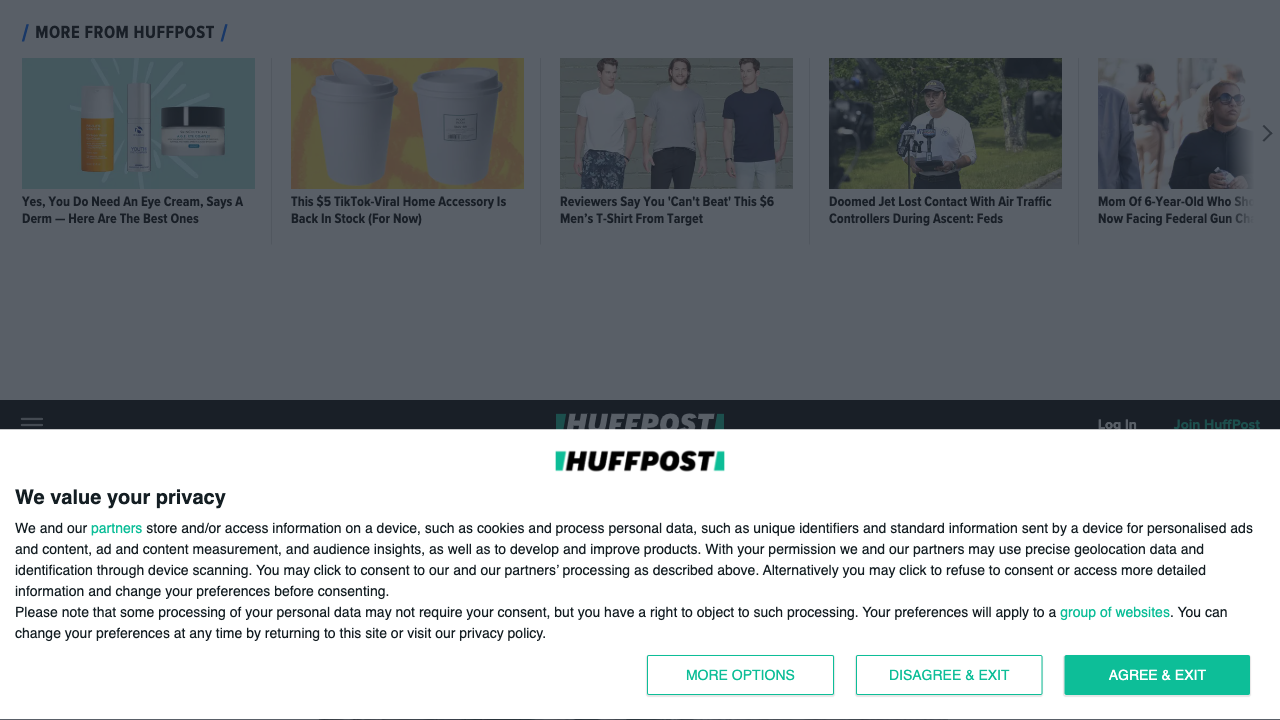 / MORE FROM HUFFPOST /
Yes, You Do Need An Eye Cream, Says A
Derm — Here Are The Best Ones
This $5 TikTok-Viral Home Accessory Is
Back In Stock (For Now)
Reviewers Say You 'Can't Beat' This $6
Men's T-Shirt From Target
Doomed Jet Lost Contact With Air Traffic
Controllers During Ascent: Feds
Mom Of 6-Year-Old Who
Now Facing Federal Gun
HUFFPOST
Log In
Join HuffPost
HUFFPOST
We value your privacy
We and our partners store and/or access information on a device, such as cookies and process personal data, such as unique identifiers and standard information sent by a device for personalised ads
and content, ad and content measurement, and audience insights, as well as to develop and improve products. With your permission we and our partners may use precise geolocation data and
identification through device scanning. You may click to consent to our and our partners’ processing as described above. Alternatively you may click to refuse to consent or access more detailed
information and change your preferences before consenting.
Please note that some processing of your personal data may not require your consent, but you have a right to object to such processing. Your preferences will apply to a group of websites. You can
change your preferences at any time by returning to this site or visit our privacy policy.
MORE OPTIONS
DISAGREE & EXIT
AGREE & EXIT